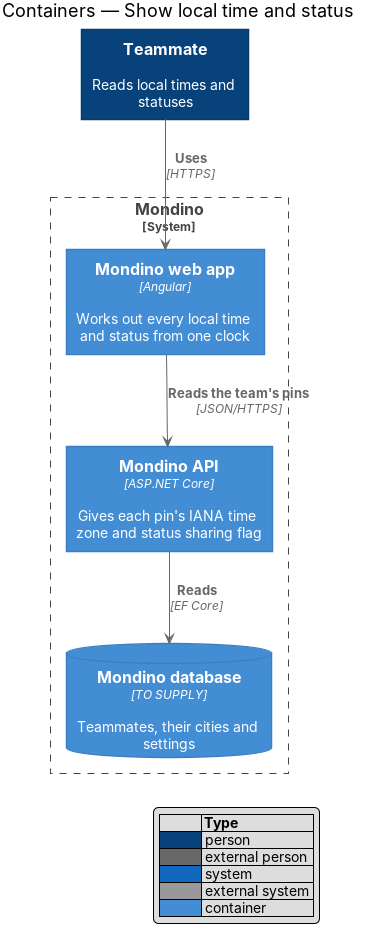 Containers — Show local time and status
Teammate
Reads local times and
statuses
Uses
[HTTPS]
Mondino
[System]
Mondino web app
[Angular]
Works out every local time
and status from one clock
Reads the team's pins
[JSON/HTTPS]
Mondino API
[ASP.NET Core]
Gives each pin's IANA time
zone and status sharing flag
Reads
[EF Core]
Mondino database
[TO SUPPLY]
Teammates, their cities and
settings
Type
person
external person
system
external system
container